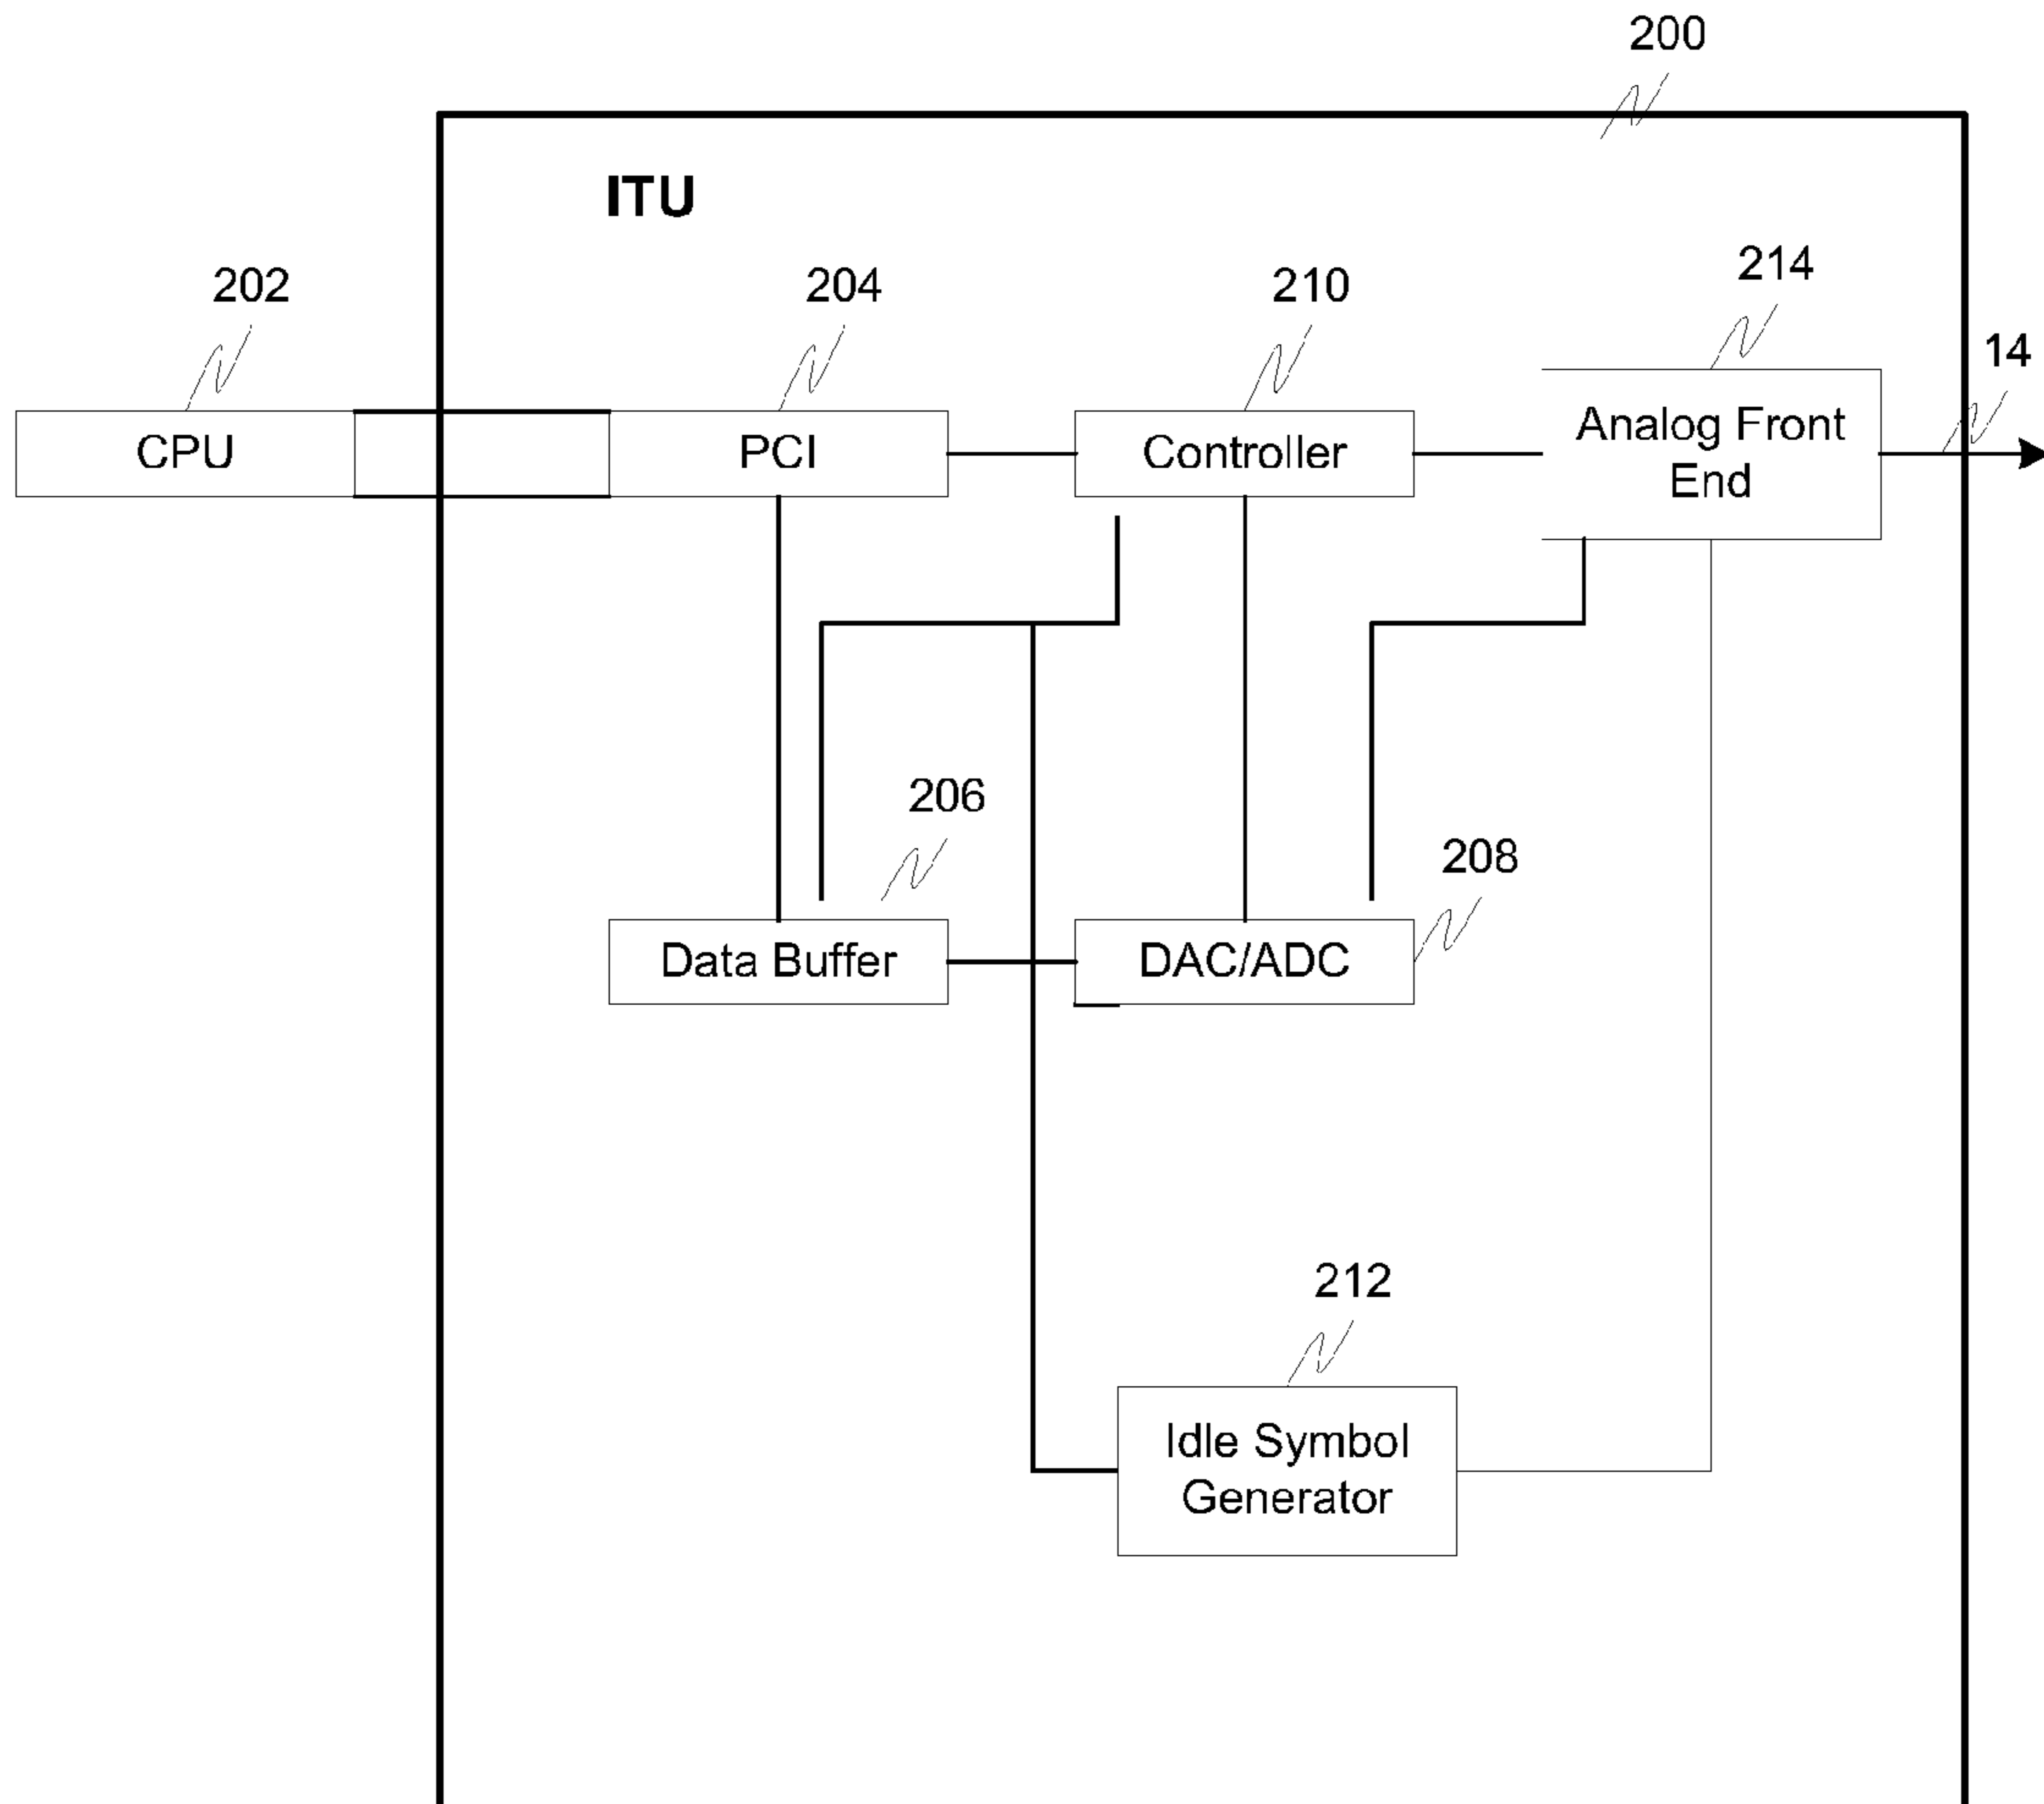 200
ITU
202
204
210
214
14
CPU
PCI
Controller
Analog Front
End
206
208
Data Buffer
DAC/ADC
212
Idle Symbol
Generator